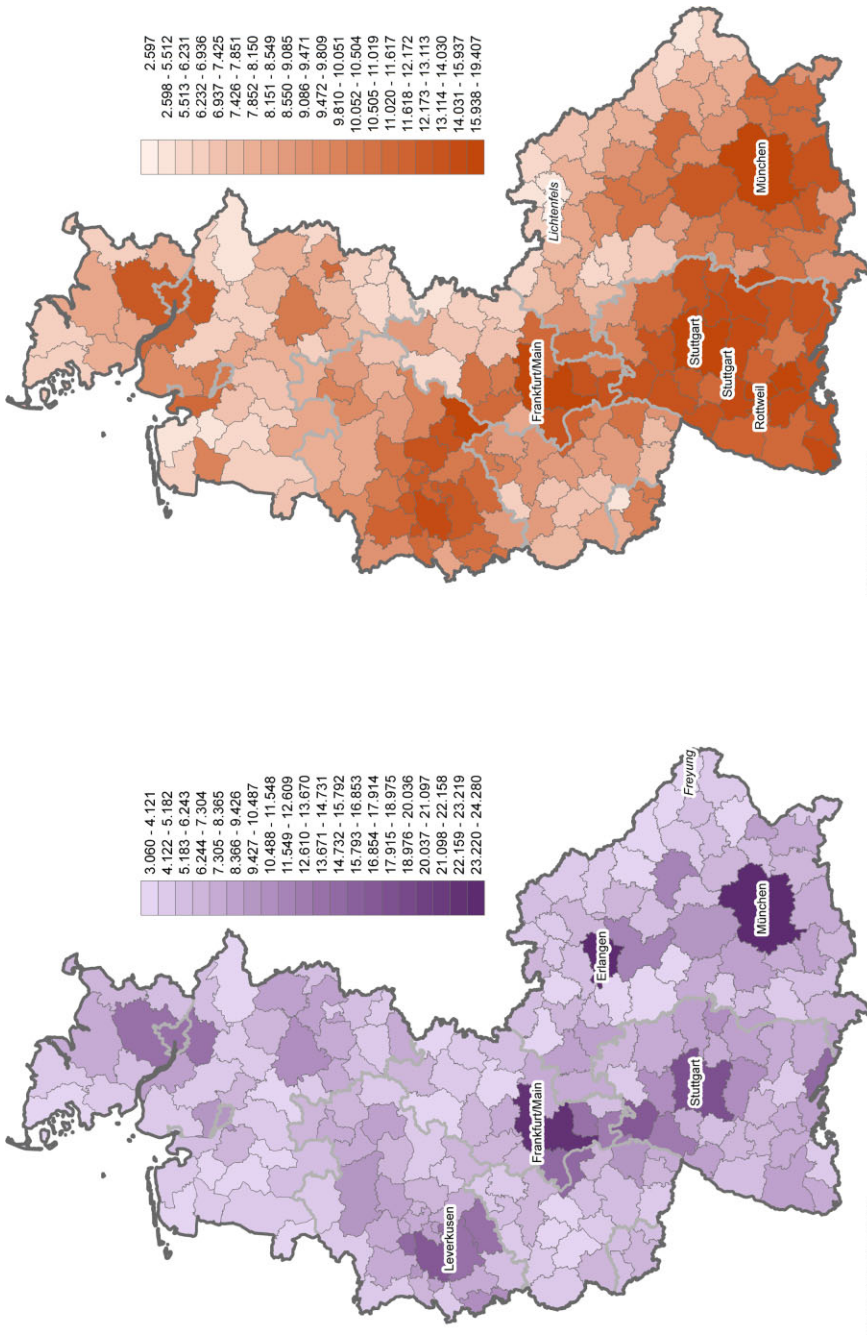 3.060 - 4.121
4.122 - 5.182
5.183 - 6.243
6.244 - 7.304
7.305 - 8.365
8.366 - 9.426
9.427 - 10.487
10.488 - 11.548
11.549 - 12.609
12.610 - 13.670
13.671 - 14.731
14.732 - 15.792
15.793 - 16.853
16.854 - 17.914
17.915 - 18.975
18.976 - 20.036
20.037 - 21.097
21.098 - 22.158
22.159 - 23.219
23.220 - 24.280
Leverkusen
Frankfurt/Main
Erlangen
Freyung
Stuttgart
München
2.597
2.598 - 5.512
5.513 - 6.231
6.232 - 6.936
6.937 - 7.425
7.426 - 7.851
7.852 - 8.150
8.151 - 8.549
8.550 - 9.085
9.086 - 9.471
9.472 - 9.809
9.810 - 10.051
10.052 - 10.504
10.505 - 11.019
11.020 - 11.617
11.618 - 12.172
12.173 - 13.113
13.114 - 14.030
14.031 - 15.937
15.938 - 19.407
Frankfurt/Main
Lichtenfels
Stuttgart
Stuttgart
Rottweil
München